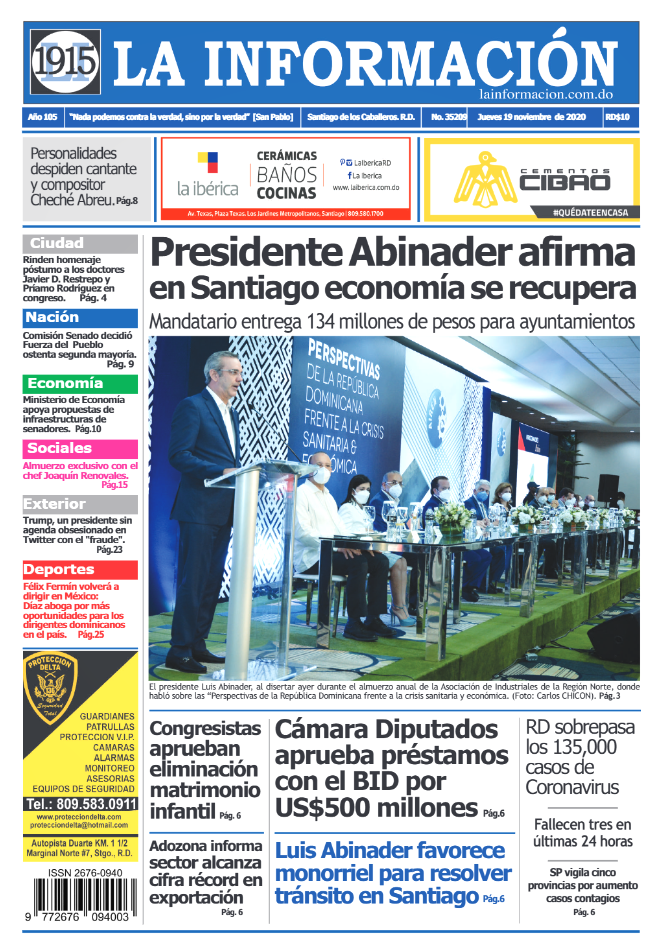 1915
LA INFORMACIÓN
lainformacion.com.do
Año 105
"Nada podemos contra la verdad, sino por la verdad" [San Pablo]
Santiago de los Caballeros. R.D.
No. 35209
Jueves 19 noviembre de 2020
RD$10
Personalidades
despiden cantante
y compositor
Cheché Abreu. Pág.8
la ibérica
CERÁMICAS
BAÑOS
COCINAS
LaIbericaRD
La Iberica
www.laiberica.com.do
Av. Texas, Plaza Texas. Los Jardines Metropolitanos, Santiago | 809.580.1700
CEMENTOS
CIBAO
#QUÉDATEENCASA
Ciudad
Rinden homenaje
póstumo a los doctores
Javier D. Restrepo y
Priamo Rodríguez en
congreso. Pág. 4
Nación
Comisión Senado decidió
Fuerza del Pueblo
ostenta segunda mayoría.
Pág. 9
Economía
Ministerio de Economía
apoya propuestas de
infraestructuras de
senadores. Pág.10
Sociales
Almuerzo exclusivo con el
chef Joaquín Renovales.
Pág.15
Exterior
Trump, un presidente sin
agenda obsesionado en
Twitter con el "fraude".
Pág.23
Deportes
Félix Fermín volverá a
dirigir en México:
Díaz aboga por más
oportunidades para los
dirigentes dominicanos
en el país. Pág.25
PROTECCION
DELTA
Seguridad
Total
GUARDIANES
PATRULLAS
PROTECCION V.I.P.
CAMARAS
ALARMAS
MONITOREO
ASESORIAS
EQUIPOS DE SEGURIDAD
Tel.: 809.583.0911
www.protecciondelta.com
protecciondelta@hotmail.com
Autopista Duarte KM. 1 1/2
Marginal Norte #7, Stgo., R.D.
ISSN 2676-0940
9 772676 094003
Presidente Abinader afirma
en Santiago economía se recupera
Mandatario entrega 134 millones de pesos para ayuntamientos
PERSPECTIVAS
DE LA REPÚBLICA
DOMINICANA
FRENTE A LA CRISIS
SANITARIA &
ECONÓMICA
El presidente Luis Abinader, al disertar ayer durante el almuerzo anual de la Asociación de Industriales de la Región Norte, donde
habló sobre las "Perspectivas de la República Dominicana frente a la crisis sanitaria y económica. (Foto: Carlos CHICON). Pág.3
Congresistas
aprueban
eliminación
matrimonio
infantil Pág. 6
Adozona informa
sector alcanza
cifra récord en
exportación
Pág. 6
Cámara Diputados
aprueba préstamos
con el BID por
US$500 millones Pág.6
Luis Abinader favorece
monorriel para resolver
tránsito en Santiago Pág.6
RD sobrepasa
los 135,000
casos de
Coronavirus
Fallecen tres en
últimas 24 horas
SP vigila cinco
provincias por aumento
casos contagios
Pág. 6